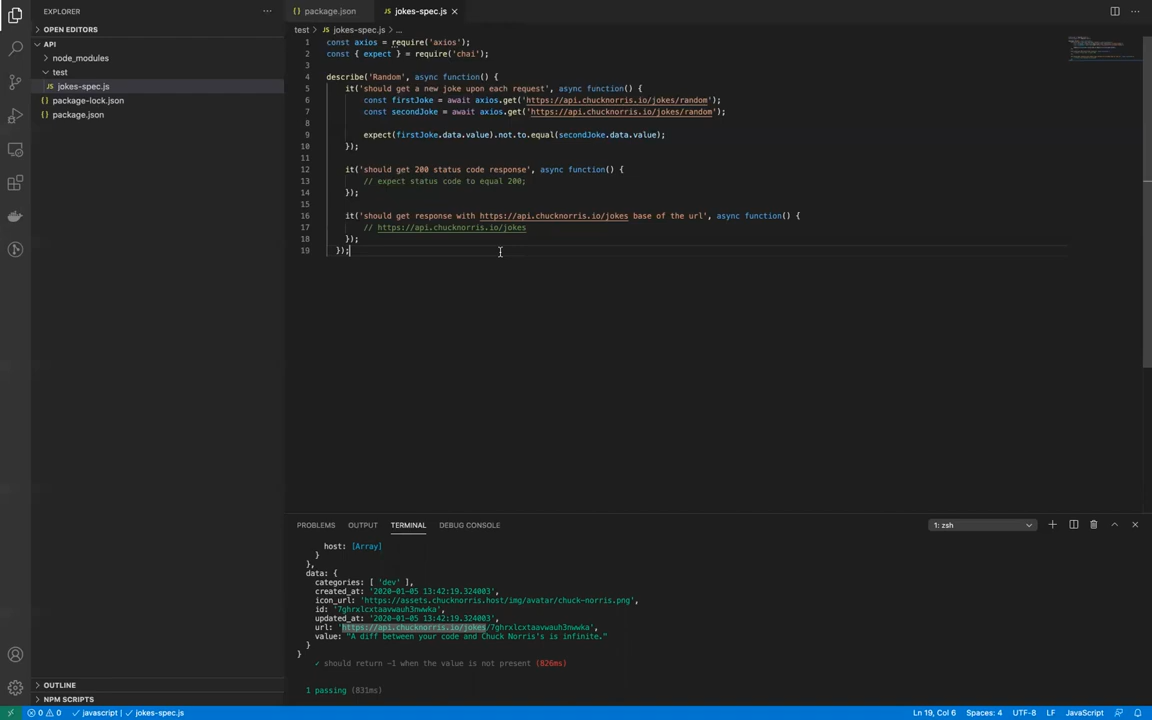 EXPLORER
OPEN EDITORS
API
node_modules
test
JS jokes-spec.js
{} package-lock.json
{} package.json
OUTLINE
NPM SCRIPTS
{} package.json
JS jokes-spec.js
test > JS jokes-spec.js > ...
1 const axios = require('axios');
2 const { expect } = require('chai');
3
4 describe('Random', async function() {
5 it('should get a new joke upon each request', async function() {
6 const firstJoke = await axios.get('https://api.chucknorris.io/jokes/random');
7 const secondJoke = await axios.get('https://api.chucknorris.io/jokes/random');
8
9 expect(firstJoke.data.value).not.to.equal(secondJoke.data.value);
10 });
11
12 it('should get 200 status code response', async function() {
13 // expect status code to equal 200;
14 });
15
16 it('should get response with https://api.chucknorris.io/jokes base of the url', async function() {
17 // https://api.chucknorris.io/jokes
18 });
19 });
PROBLEMS OUTPUT TERMINAL DEBUG CONSOLE
1: zsh
host: [Array]
}
},
data: {
categories: [ 'dev' ],
created_at: '2020-01-05 13:42:19.324003',
icon_url: 'https://assets.chucknorris.host/img/avatar/chuck-norris.png',
id: '7ghrxlcxtaavwauh3nwwka',
updated_at: '2020-01-05 13:42:19.324003',
url: 'https://api.chucknorris.io/jokes/7ghrxlcxtaavwauh3nwwka',
value: "A diff between your code and Chuck Norris's is infinite."
}
}
✓ should return -1 when the value is not present (826ms)
1 passing (831ms)
0 0 javascript | ✓ jokes-spec.js
Ln 19, Col 6 Spaces: 4 UTF-8 LF JavaScript